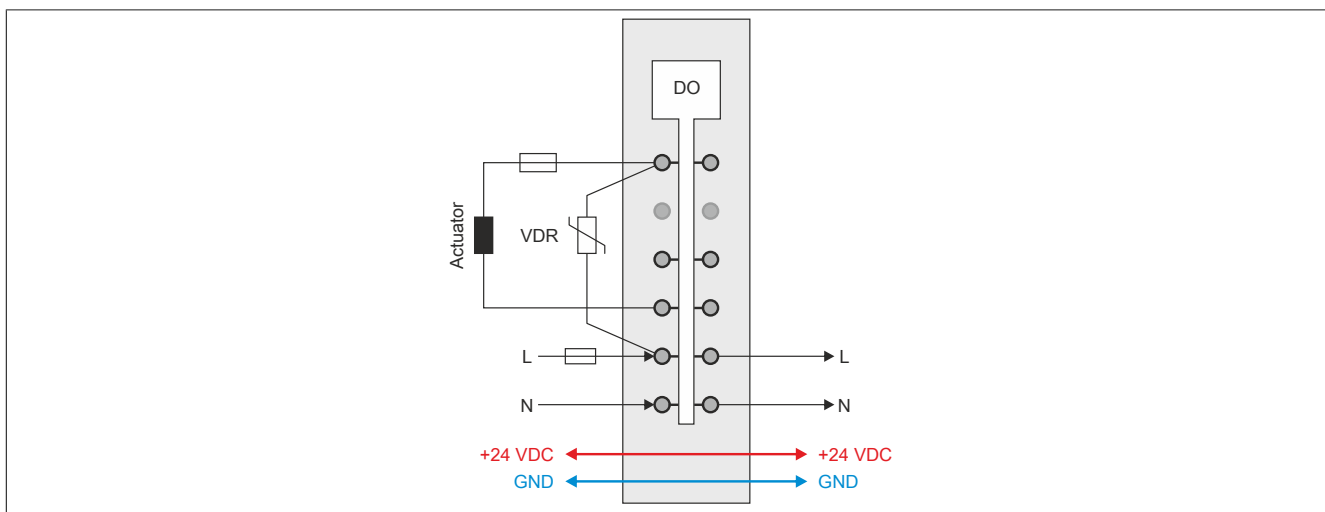 DO
Actuator
VDR
L
L
N
N
+24 VDC
+24 VDC
GND
GND